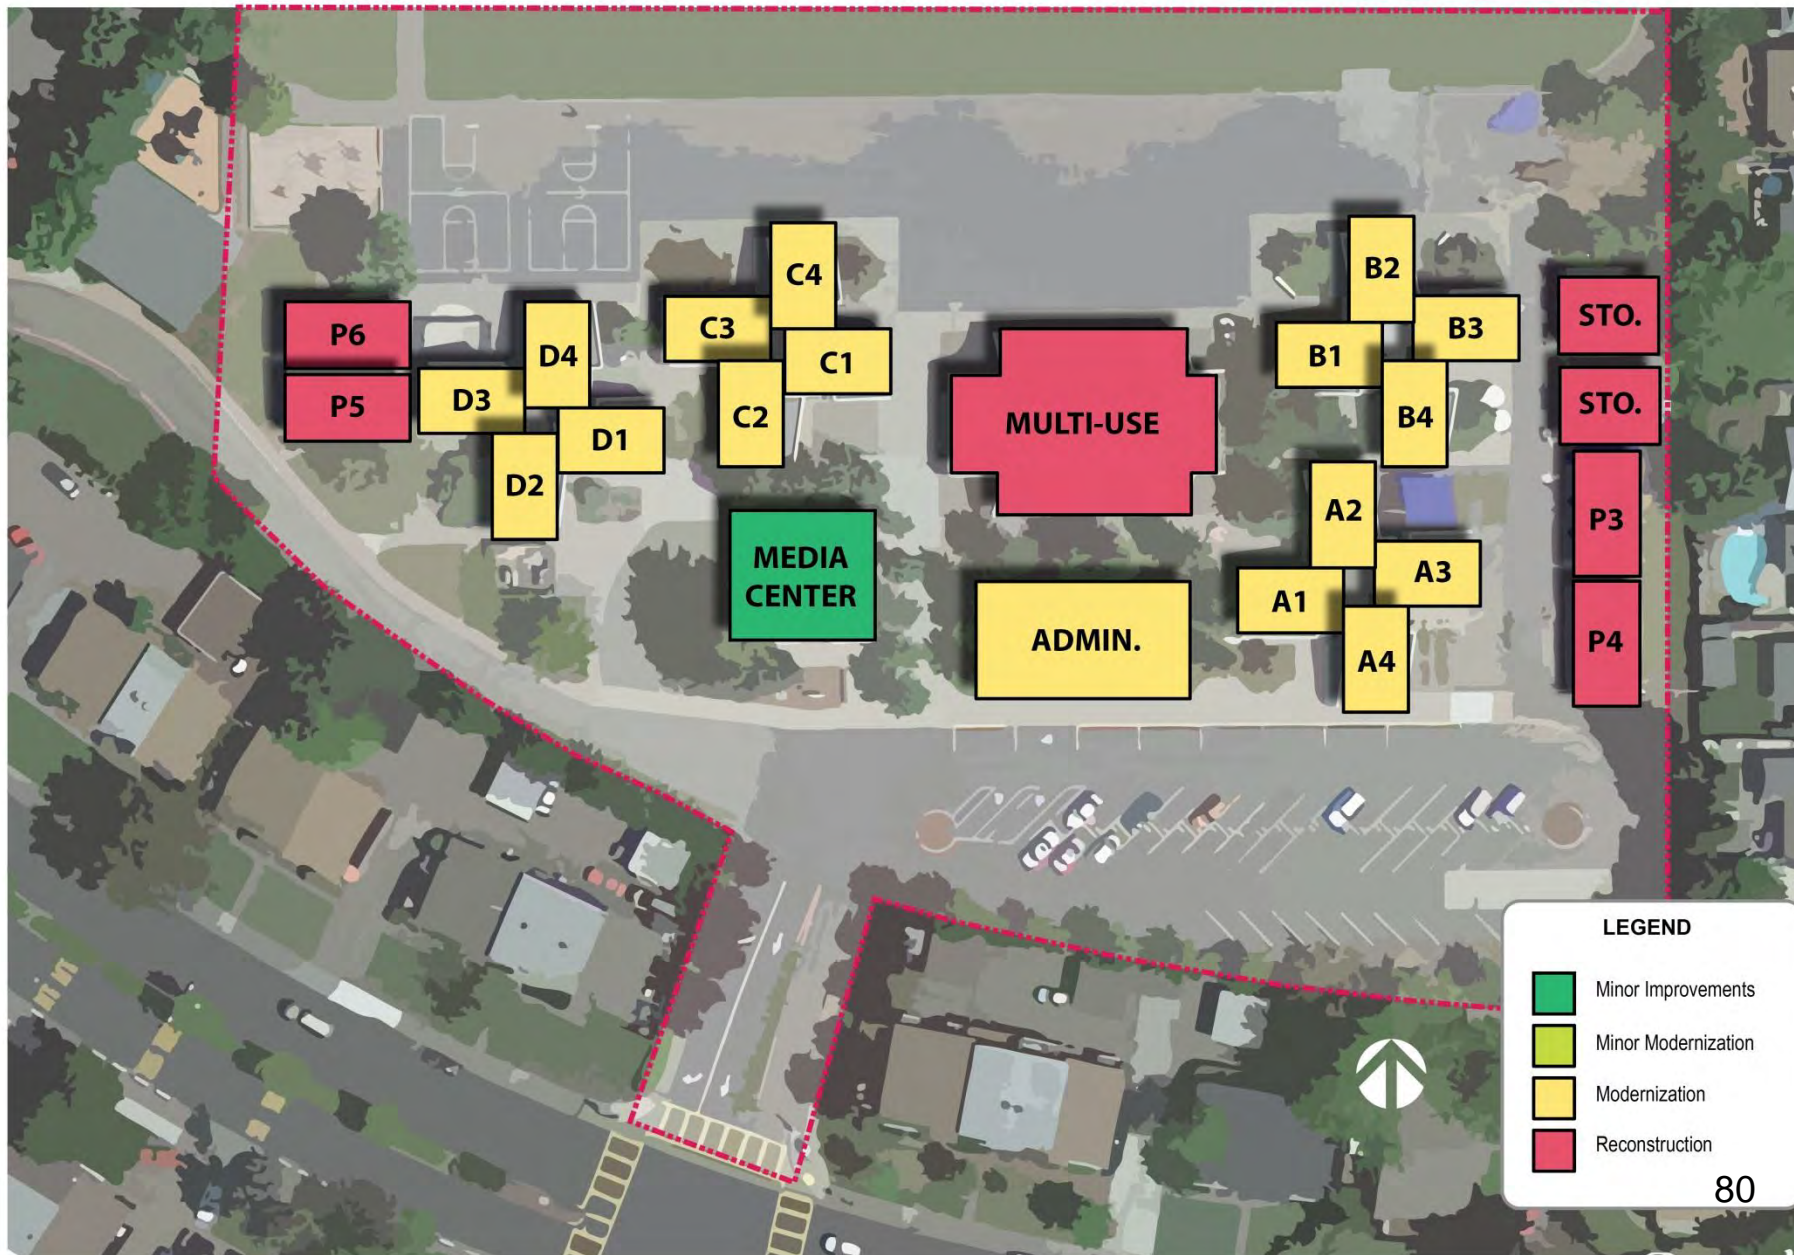 C4
B2
P6
C3
STO.
D4
C1
B1
B3
P5
D3
C2
MULTI-USE
STO.
B4
D1
D2
A2
P3
MEDIA
CENTER
A3
A1
ADMIN.
A4
P4
LEGEND
Minor Improvements
Minor Modernization
Modernization
Reconstruction
80